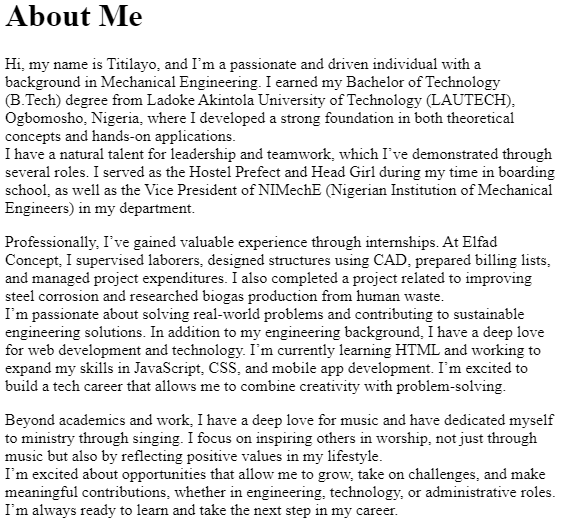 About Me
Hi, my name is Titilayo, and I’m a passionate and driven individual with a
background in Mechanical Engineering. I earned my Bachelor of Technology
(B.Tech) degree from Ladoke Akintola University of Technology (LAUTECH),
Ogbomosho, Nigeria, where I developed a strong foundation in both theoretical
concepts and hands-on applications.
I have a natural talent for leadership and teamwork, which I’ve demonstrated through
several roles. I served as the Hostel Prefect and Head Girl during my time in boarding
school, as well as the Vice President of NIMechE (Nigerian Institution of Mechanical
Engineers) in my department.
Professionally, I’ve gained valuable experience through internships. At Elfad
Concept, I supervised laborers, designed structures using CAD, prepared billing lists,
and managed project expenditures. I also completed a project related to improving
steel corrosion and researched biogas production from human waste.
I’m passionate about solving real-world problems and contributing to sustainable
engineering solutions. In addition to my engineering background, I have a deep love
for web development and technology. I’m currently learning HTML and working to
expand my skills in JavaScript, CSS, and mobile app development. I’m excited to
build a tech career that allows me to combine creativity with problem-solving.
Beyond academics and work, I have a deep love for music and have dedicated myself
to ministry through singing. I focus on inspiring others in worship, not just through
music but also by reflecting positive values in my lifestyle.
I’m excited about opportunities that allow me to grow, take on challenges, and make
meaningful contributions, whether in engineering, technology, or administrative roles.
I’m always ready to learn and take the next step in my career.